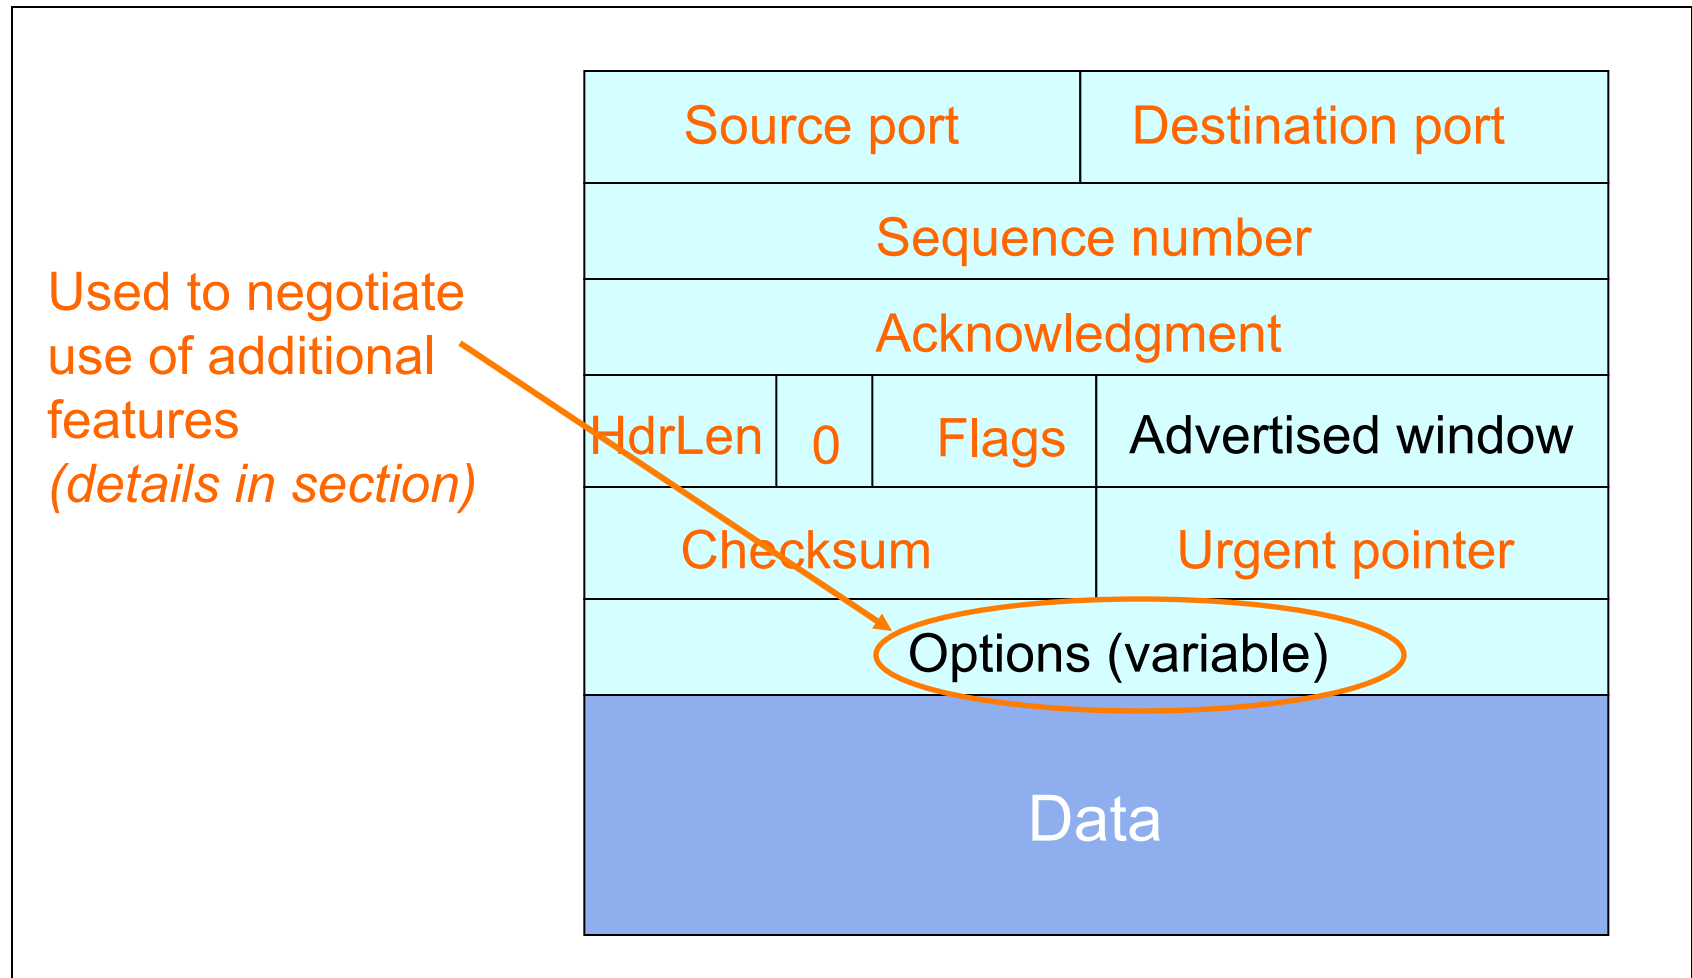 Source port Destination port
Sequence number
Used to negotiate
use of additional
features
(details in section)
Acknowledgment
HdrLen 0 Flags Advertised window
Checksum Urgent pointer
Options (variable)
Data